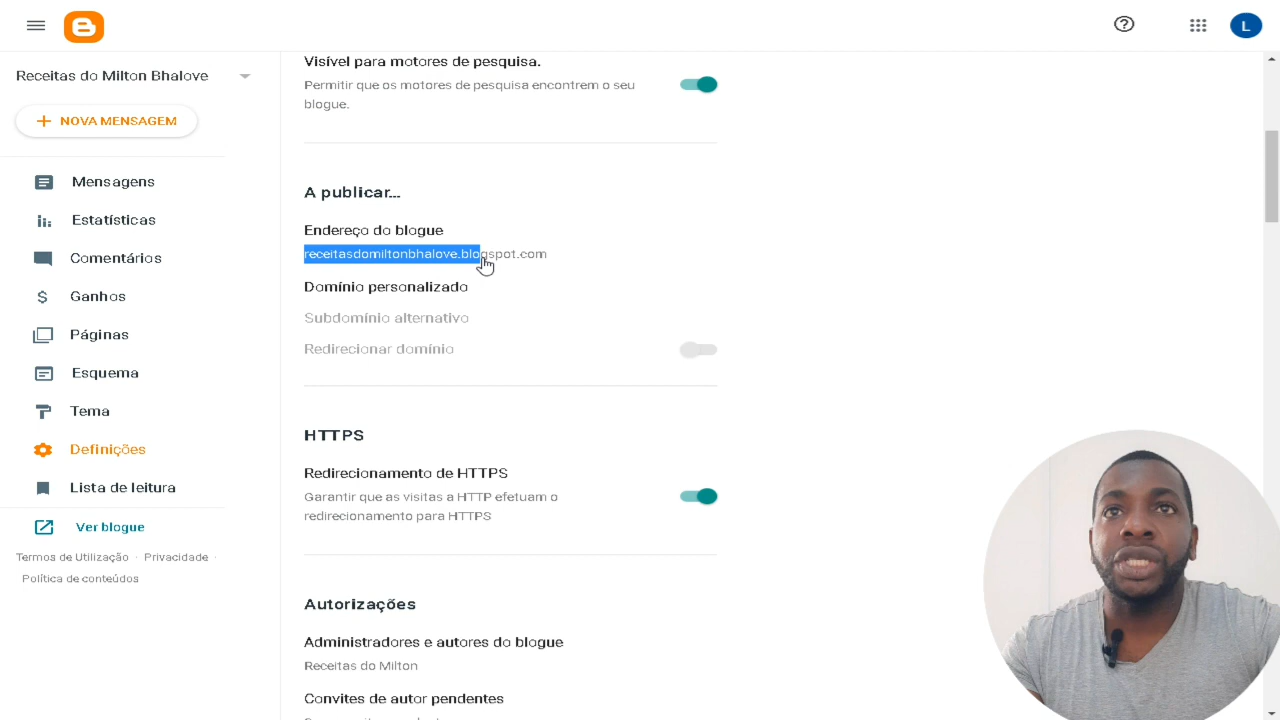 Receitas do Milton Bhalove
L
+ NOVA MENSAGEM
Mensagens
Estatísticas
Comentários
Ganhos
Páginas
Esquema
Tema
Definições
Lista de leitura
Ver blogue
Termos de Utilização · Privacidade ·
Política de conteúdos
Visível para motores de pesquisa.
Permitir que os motores de pesquisa encontrem o seu
blogue.
A publicar...
Endereço do blogue
receitasdomiltonbhalove.blogspot.com
Domínio personalizado
Subdomínio alternativo
Redirecionar domínio
HTTPS
Redirecionamento de HTTPS
Garantir que as visitas a HTTP efetuam o
redirecionamento para HTTPS
Autorizações
Administradores e autores do blogue
Receitas do Milton
Convites de autor pendentes